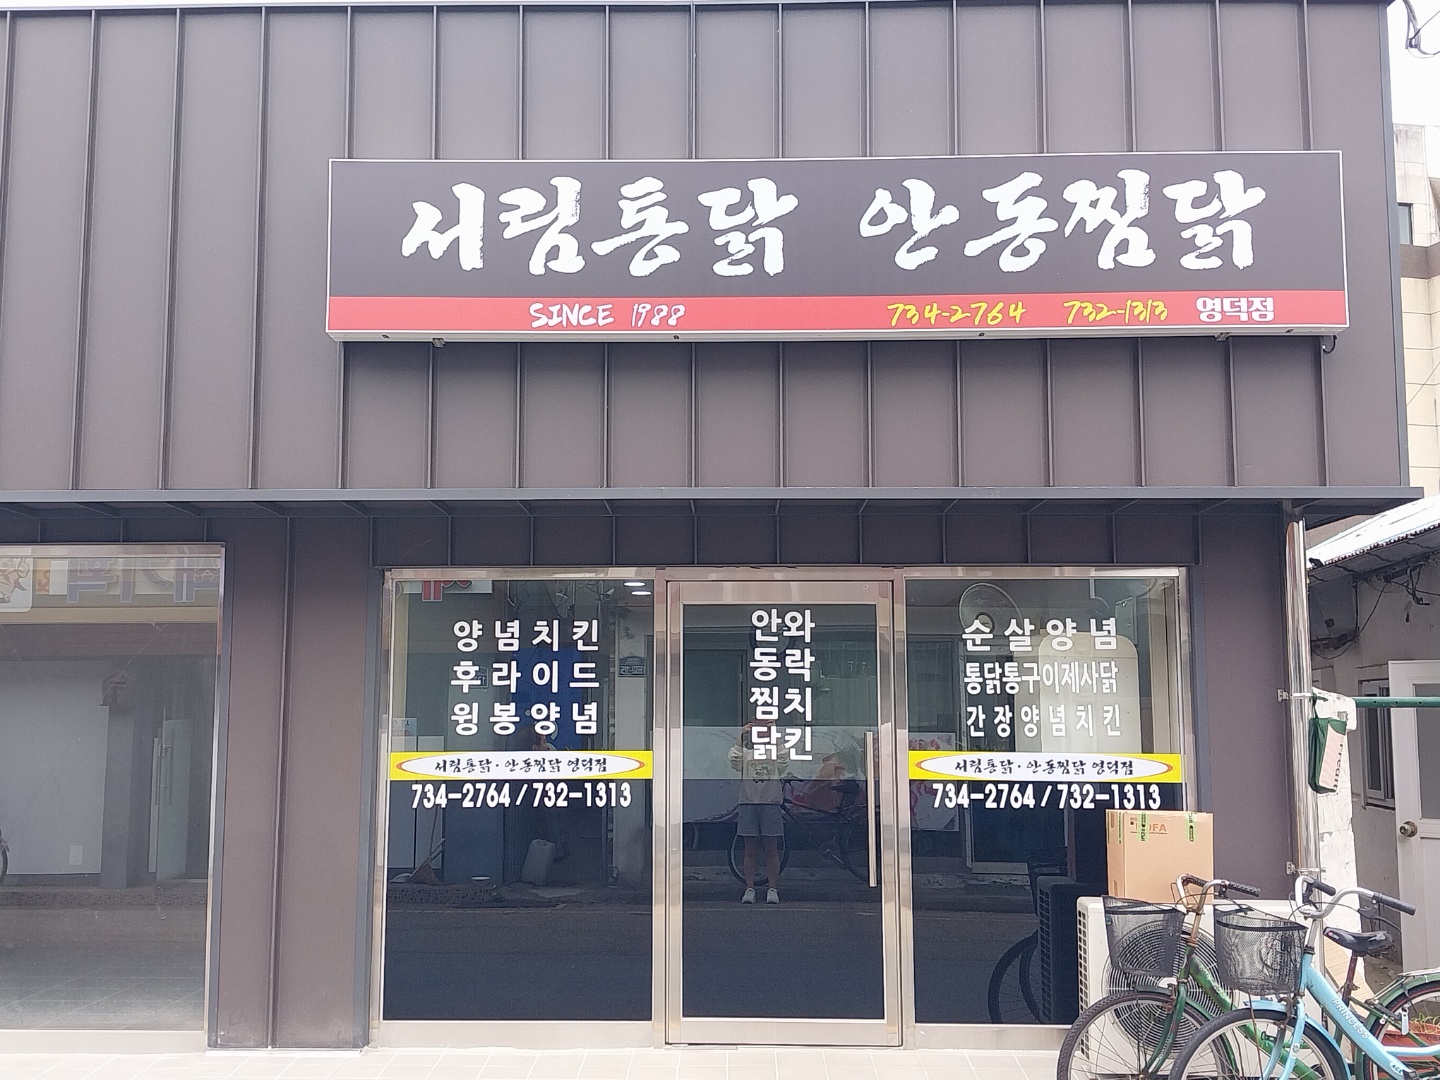 서림통닭 안동찜닭
SINCE 1988 734-2764 732-1313 영덕점
양념치킨
후라이드
윙봉양념
서림통닭·안동찜닭 영덕점
734-2764 / 732-1313
안동찜닭
와락치킨
순살양념
통닭통구이제사닭
간장양념치킨
서림통닭·안동찜닭 영덕점
734-2764 / 732-1313
PRINCESS